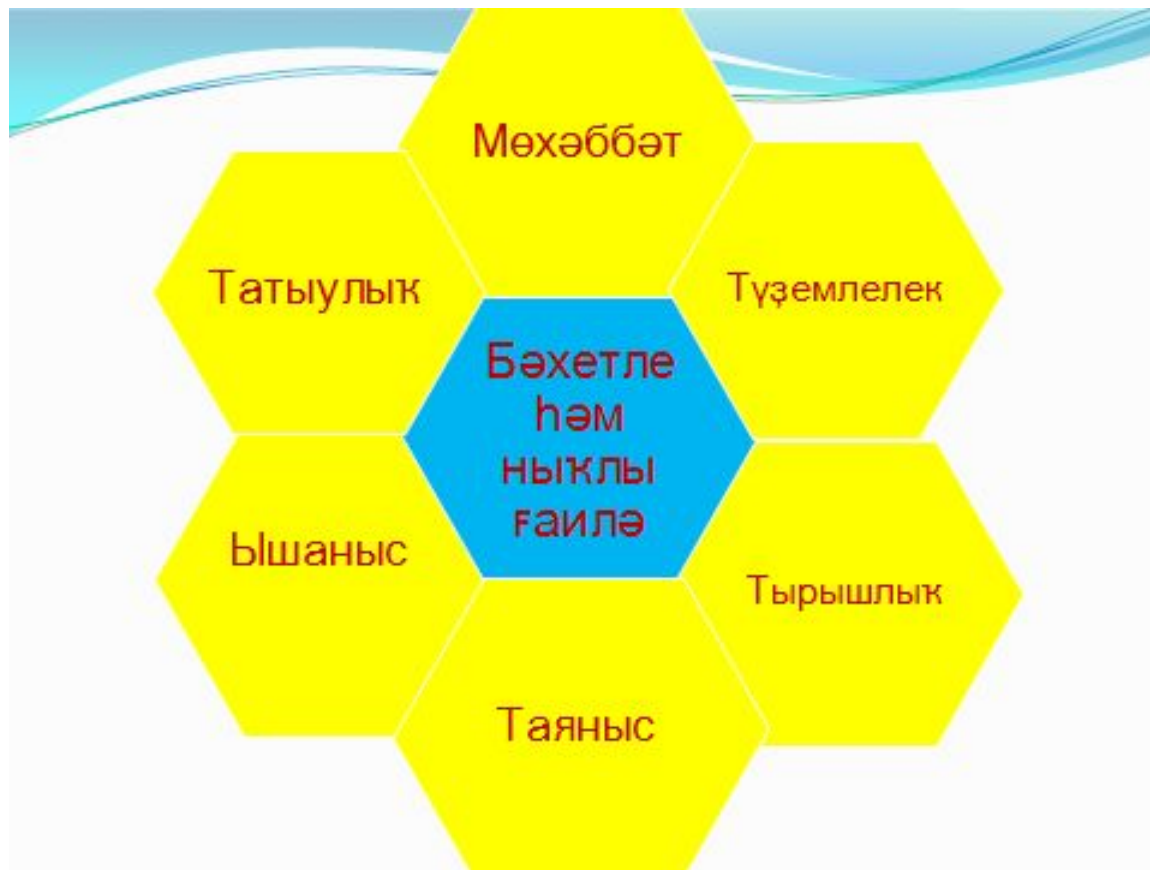 Мөхәббәт
Татыулыҡ
Түҙемлелек
Бәхетле
һәм
ныҡлы
ғаилә
Ышаныс
Тырышлыҡ
Таяныс